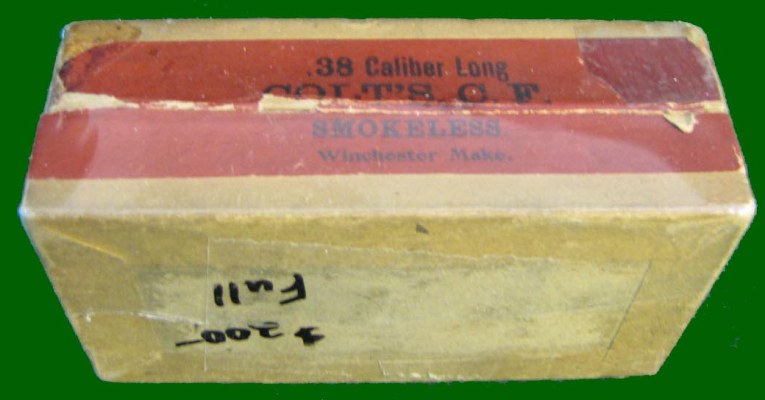 .38 Caliber Long
COLT'S C. F.
SMOKELESS
Winchester Make.
Full
$200-